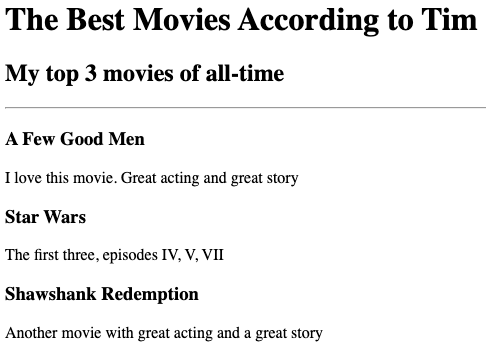 The Best Movies According to Tim
My top 3 movies of all-time
A Few Good Men
I love this movie. Great acting and great story
Star Wars
The first three, episodes IV, V, VII
Shawshank Redemption
Another movie with great acting and a great story